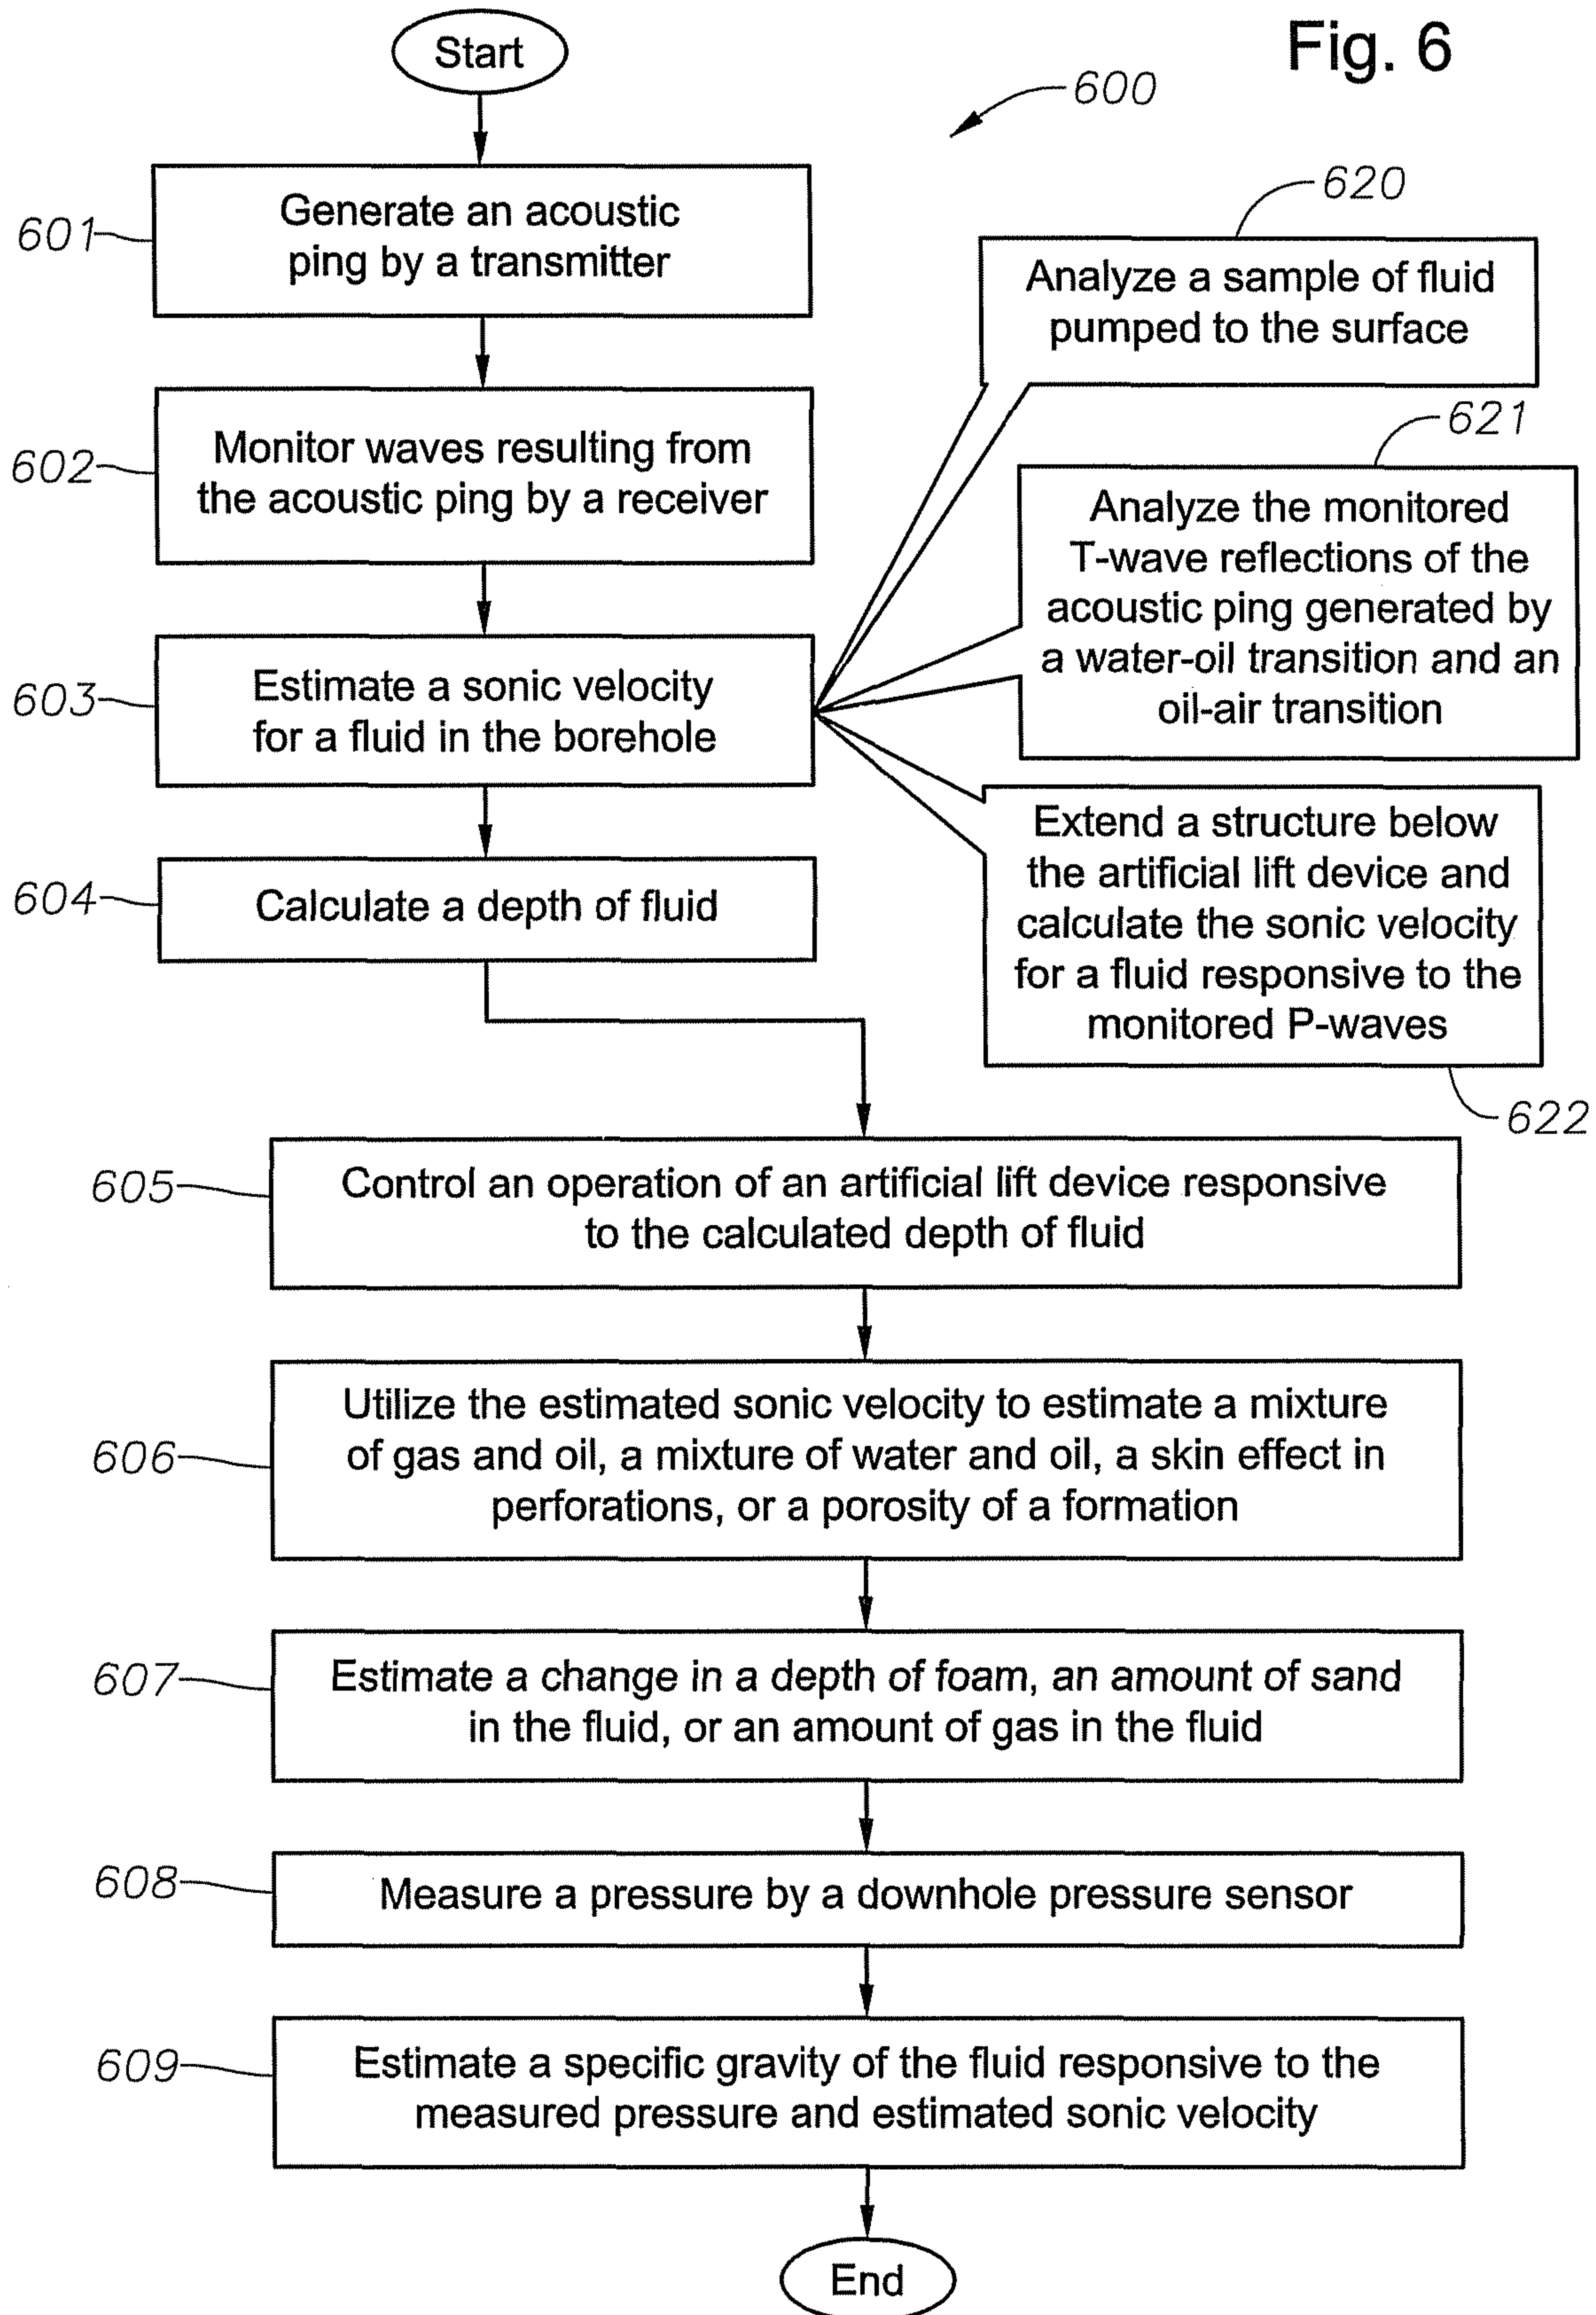 Fig. 6
Start
600
601
Generate an acoustic
ping by a transmitter
620
Analyze a sample of fluid
pumped to the surface
602
Monitor waves resulting from
the acoustic ping by a receiver
621
Analyze the monitored
T-wave reflections of the
acoustic ping generated by
a water-oil transition and an
oil-air transition
603
Estimate a sonic velocity
for a fluid in the borehole
622
Extend a structure below
the artificial lift device and
calculate the sonic velocity
for a fluid responsive to the
monitored P-waves
604
Calculate a depth of fluid
605
Control an operation of an artificial lift device responsive
to the calculated depth of fluid
606
Utilize the estimated sonic velocity to estimate a mixture
of gas and oil, a mixture of water and oil, a skin effect in
perforations, or a porosity of a formation
607
Estimate a change in a depth of foam, an amount of sand
in the fluid, or an amount of gas in the fluid
608
Measure a pressure by a downhole pressure sensor
609
Estimate a specific gravity of the fluid responsive to the
measured pressure and estimated sonic velocity
End